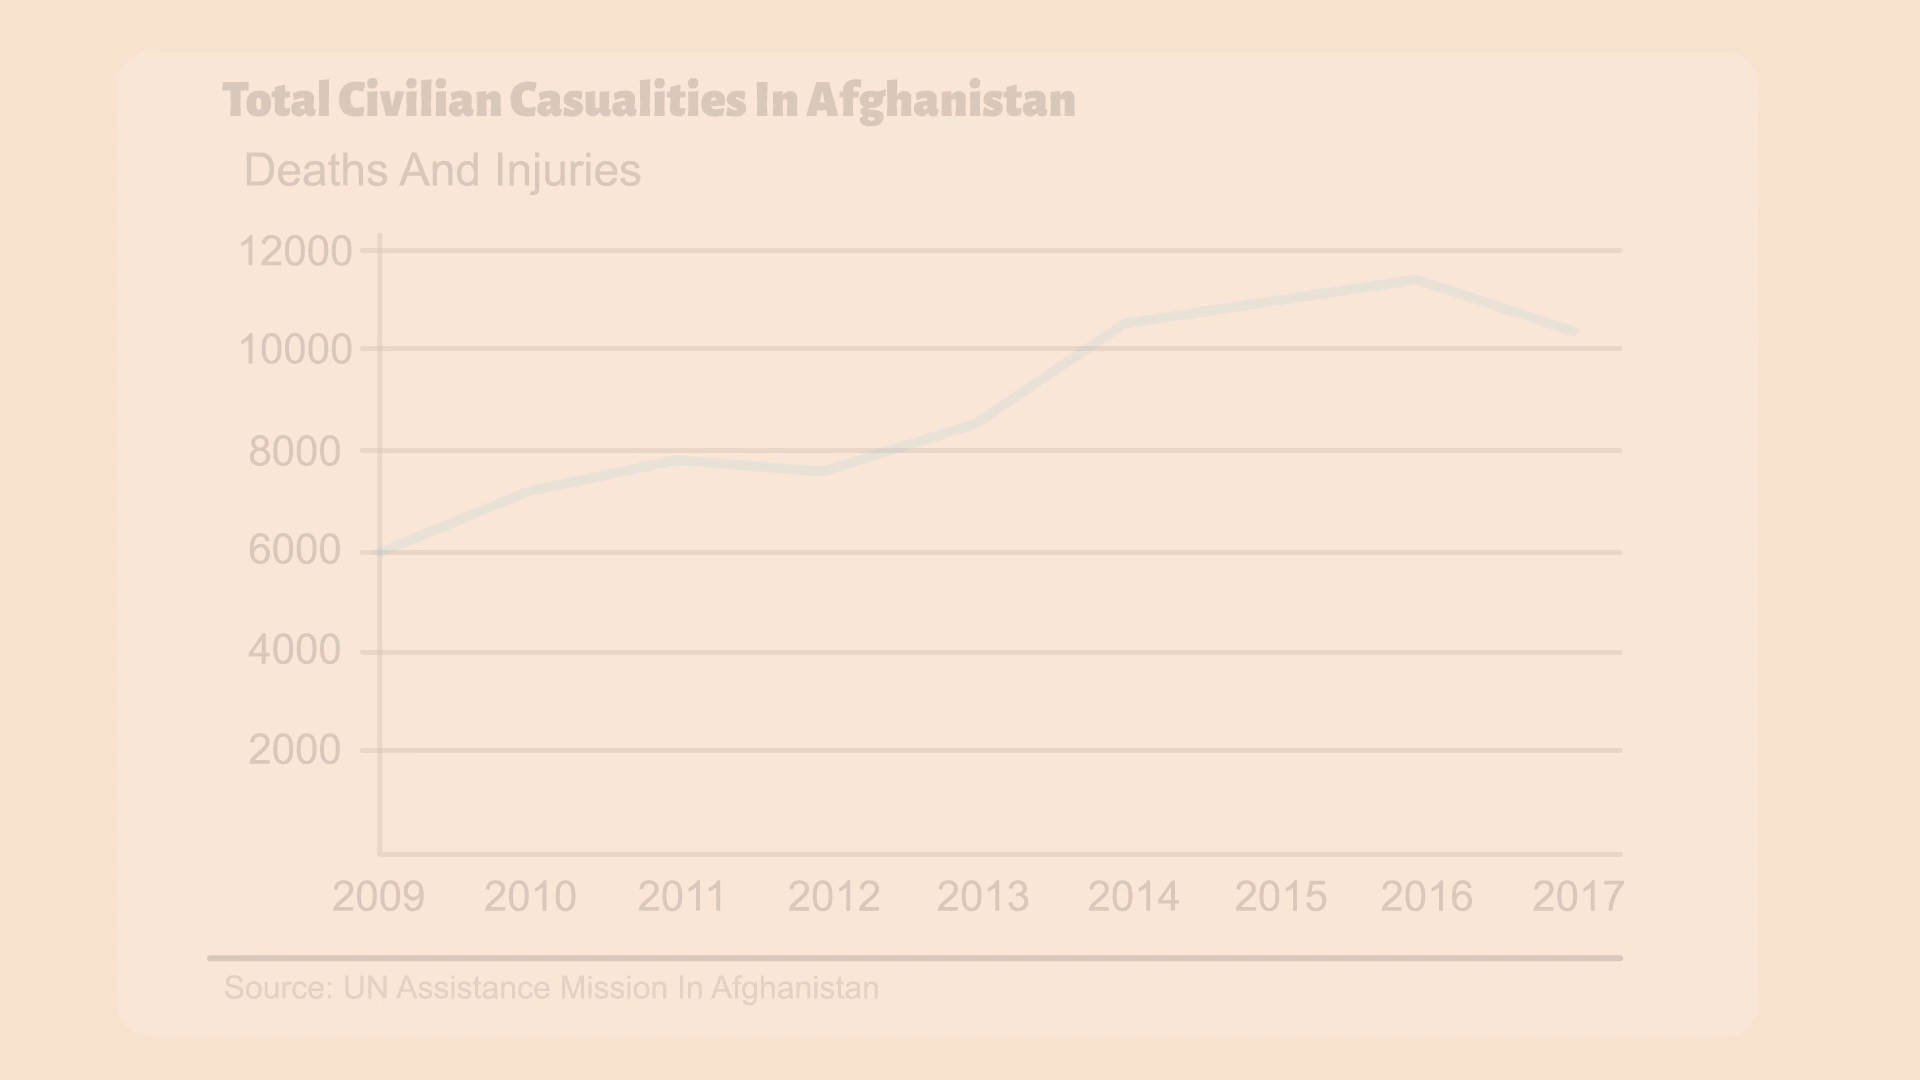 Total Civilian Casualities In Afghanistan
Deaths And Injuries
12000
10000
8000
6000
4000
2000
2009 2010 2011 2012 2013 2014 2015 2016 2017
Source: UN Assistance Mission In Afghanistan